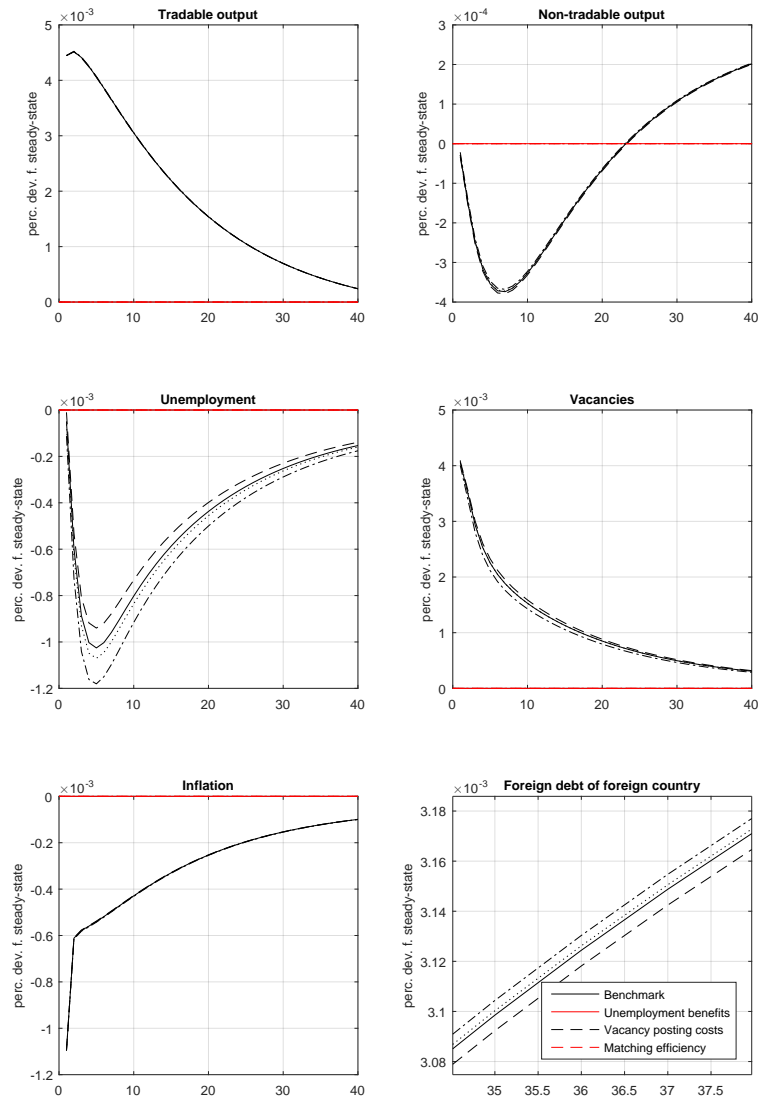 ×10-3
Tradable output
perc. dev. f. steady-state
5
4
3
2
1
0
0 10 20 30 40
×10-4
Non-tradable output
perc. dev. f. steady-state
3
2
1
0
-1
-2
-3
-4
0 10 20 30 40
×10-3
Unemployment
perc. dev. f. steady-state
0
-0.2
-0.4
-0.6
-0.8
-1
-1.2
0 10 20 30 40
×10-3
Vacancies
perc. dev. f. steady-state
5
4
3
2
1
0
0 10 20 30 40
×10-3
Inflation
perc. dev. f. steady-state
0
-0.2
-0.4
-0.6
-0.8
-1
-1.2
0 10 20 30 40
×10-3
Foreign debt of foreign country
perc. dev. f. steady-state
3.18
3.16
3.14
3.12
3.1
3.08
35 35.5 36 36.5 37 37.5
Benchmark
Unemployment benefits
Vacancy posting costs
Matching efficiency